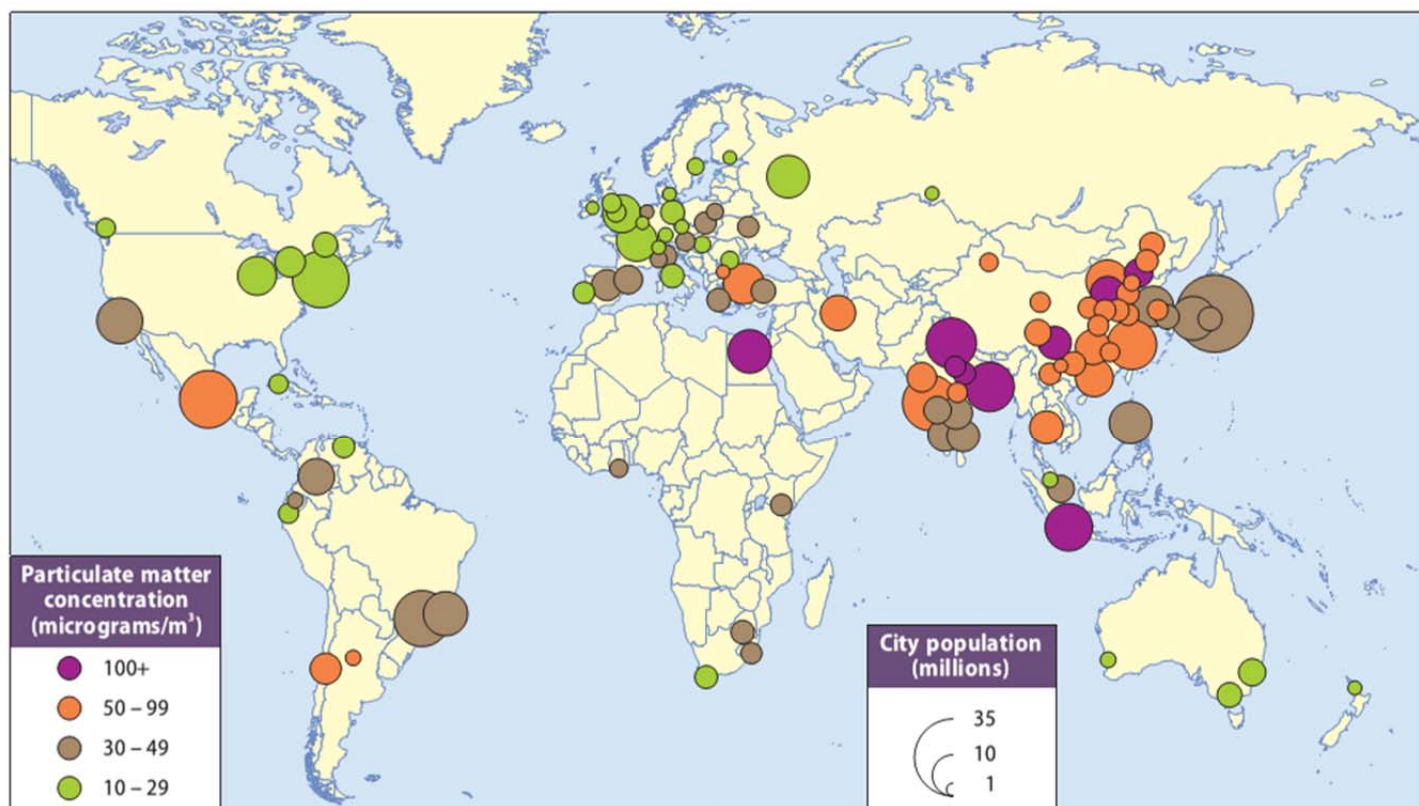 Particulate matter
concentration
(micrograms/m³)
100+
50 – 99
30 – 49
10 – 29
City population
(millions)
35
10
1